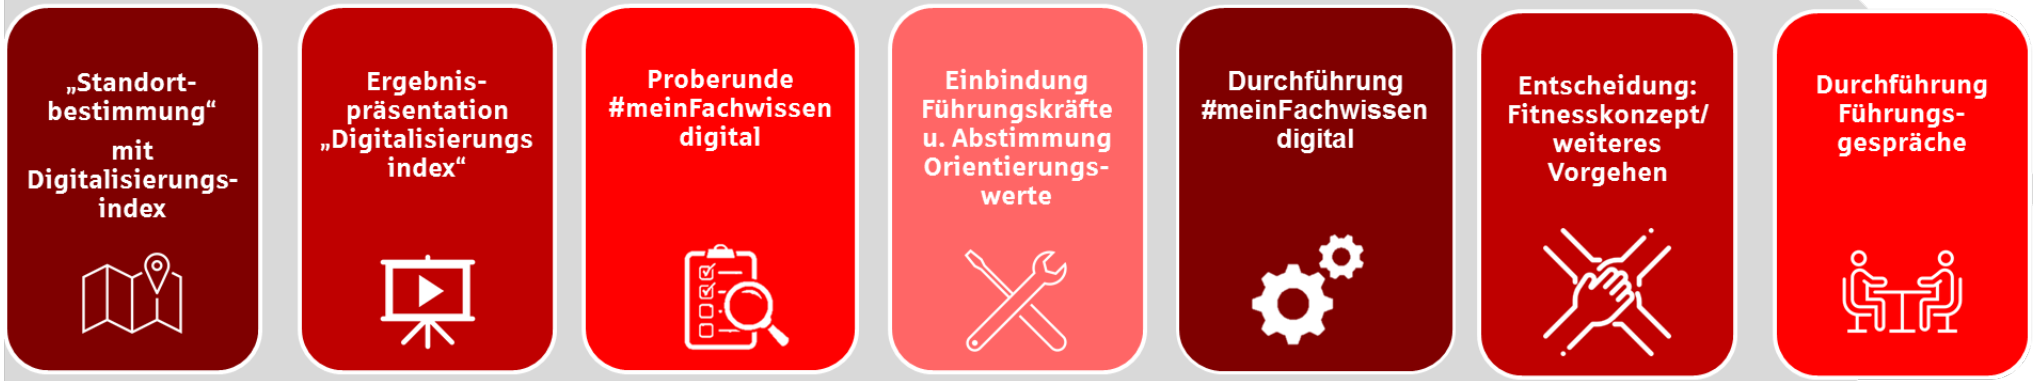 „Standort-
bestimmung“
mit
Digitalisierungs-
index
Ergebnis-
präsentation
„Digitalisierungs
index“
Proberunde
#meinFachwissen
digital
Einbindung
Führungskräfte
u. Abstimmung
Orientierungs-
werte
Durchführung
#meinFachwissen
digital
Entscheidung:
Fitnesskonzept/
weiteres
Vorgehen
Durchführung
Führungs-
gespräche